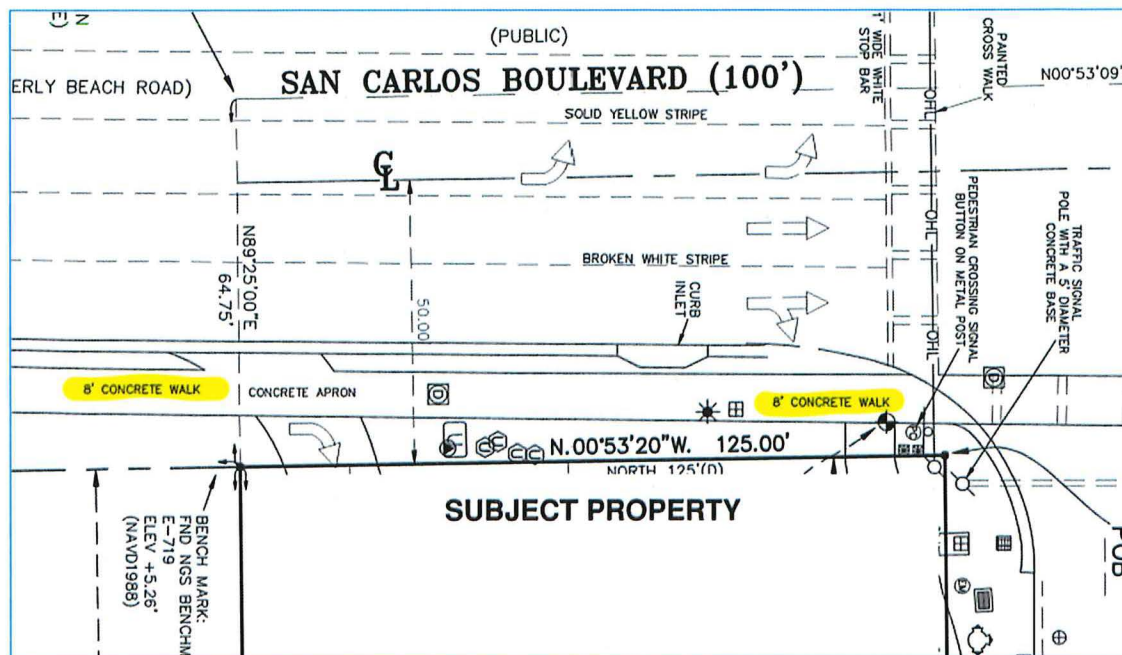 N
E)
(PUBLIC)
ERLY BEACH ROAD)
SAN CARLOS BOULEVARD (100')
SOLID YELLOW STRIPE
WIDE WHITE
STOP BAR
PAINTED
CROSS WALK
N00°53'09"
OHL
CL
N89°25'00"E
64.75'
50.00
BROKEN WHITE STRIPE
CURB
INLET
OHL
PEDESTRIAN CROSSING SIGNAL
BUTTON ON METAL POST
TRAFFIC SIGNAL
POLE WITH A 5' DIAMETER
CONCRETE BASE
OHL
8' CONCRETE WALK
CONCRETE APRON
D
8' CONCRETE WALK
D
U U U U
N.00°53'20"W. 125.00'
NORTH 125'(D)
SUBJECT PROPERTY
BENCH MARK:
FND NGS BENCHM
E-719
ELEV +5.26'
(NAVD1988)
POB
EM